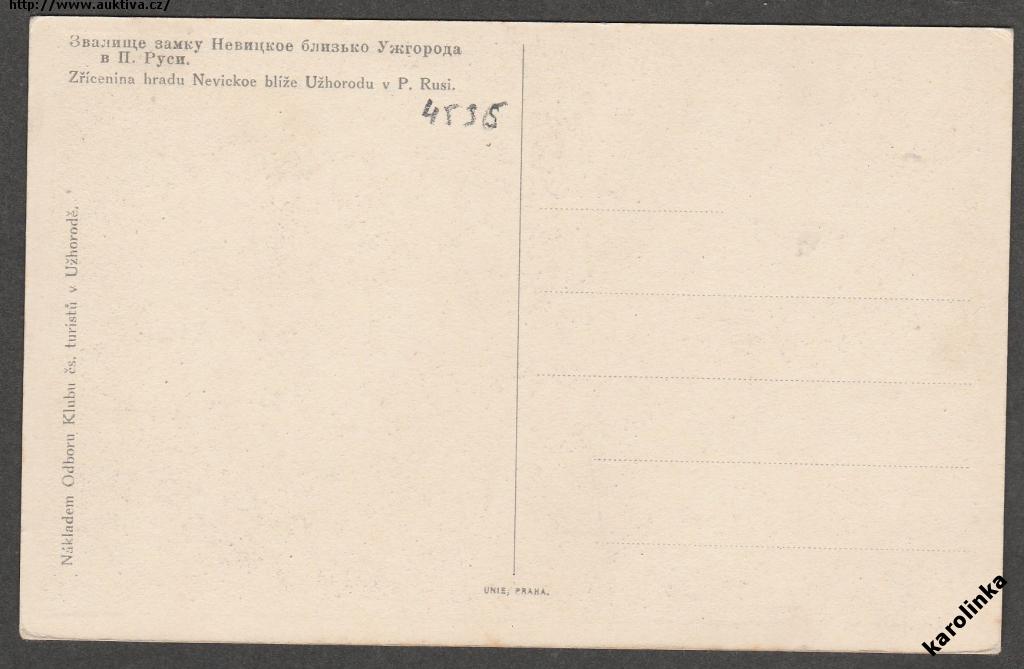 http://www.auktiva.cz/
Звалище замку Невицкое близько Ужгорода
в П. Руси.
Zřícenina hradu Nevickoe blíže Užhorodu v P. Rusi.
4535
Nákladem Odboru Klubu čs. turistů v Užhorodě.
UNIE, PRAHA.
karolinka